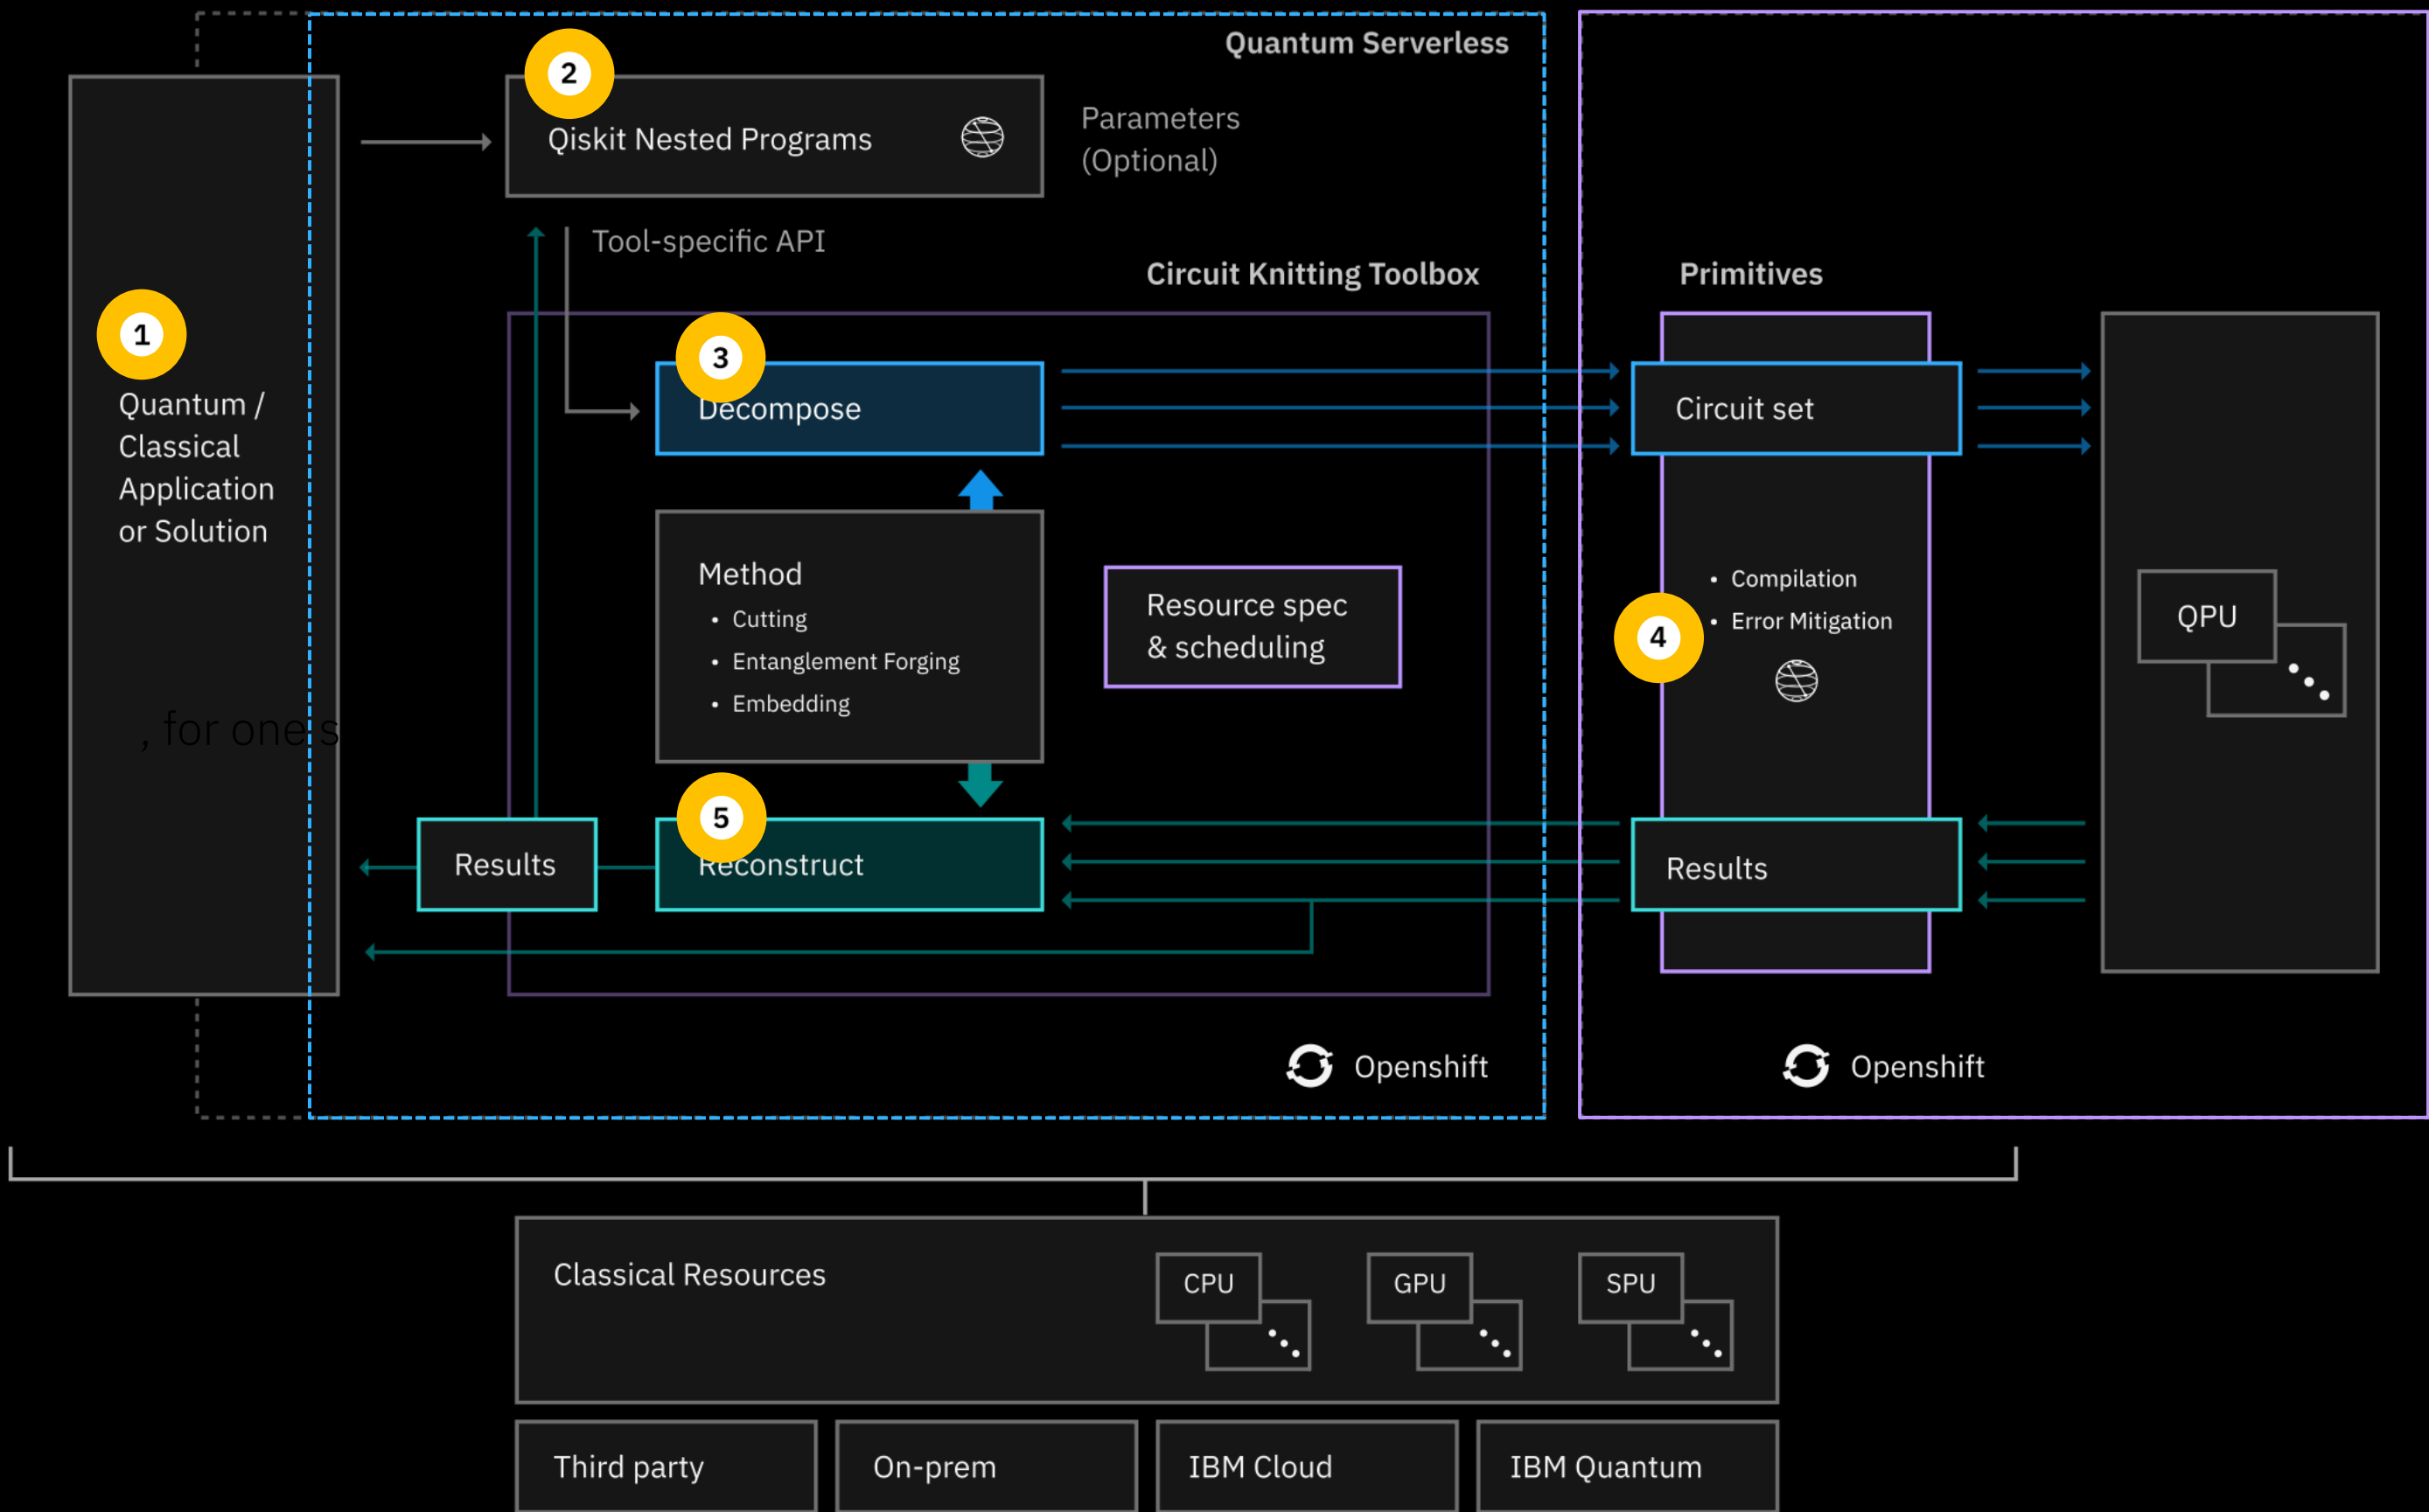 Quantum Serverless
2
Qiskit Nested Programs
Parameters
(Optional)
Tool-specific API
Circuit Knitting Toolbox
Primitives
1
Quantum /
Classical
Application
or Solution
, for one s
3
Decompose
Circuit set
Method
• Cutting
• Entanglement Forging
• Embedding
Resource spec
& scheduling
4
• Compilation
• Error Mitigation
QPU
5
Reconstruct
Results
Results
Openshift
Openshift
Classical Resources
CPU
GPU
SPU
Third party
On-prem
IBM Cloud
IBM Quantum